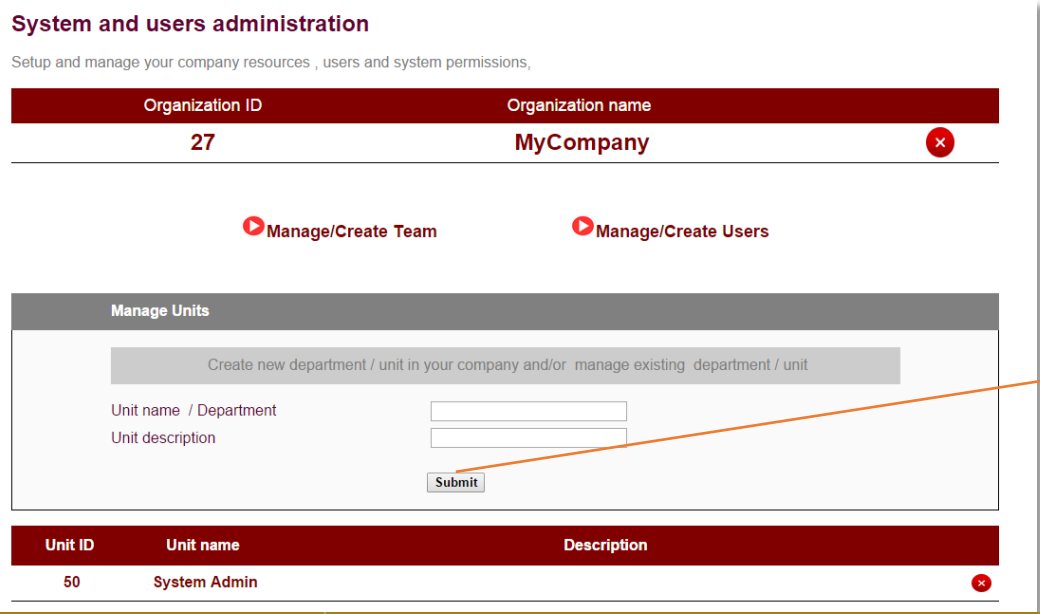 System and users administration
Setup and manage your company resources , users and system permissions,
Organization ID Organization name
27 MyCompany
Manage/Create Team Manage/Create Users
Manage Units
Create new department / unit in your company and/or manage existing department / unit
Unit name / Department
Unit description
Submit
Unit ID Unit name Description
50 System Admin